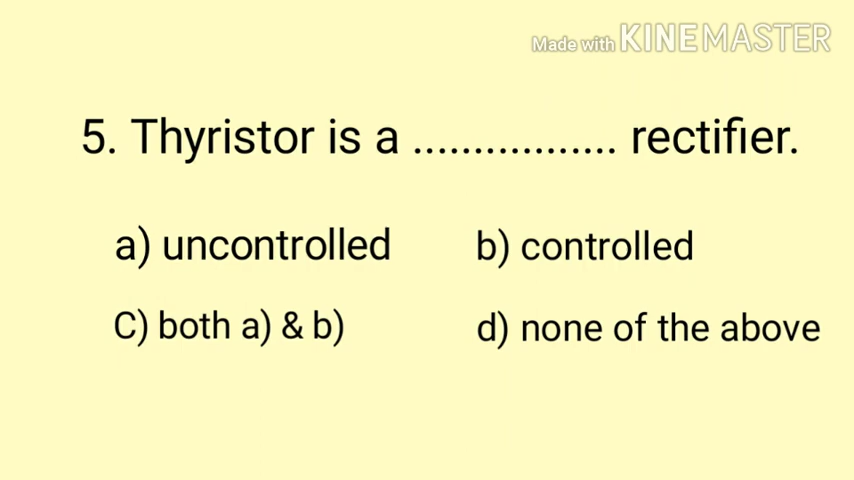 Made with KINEMASTER
5. Thyristor is a ................. rectifier.
a) uncontrolled b) controlled
C) both a) & b) d) none of the above